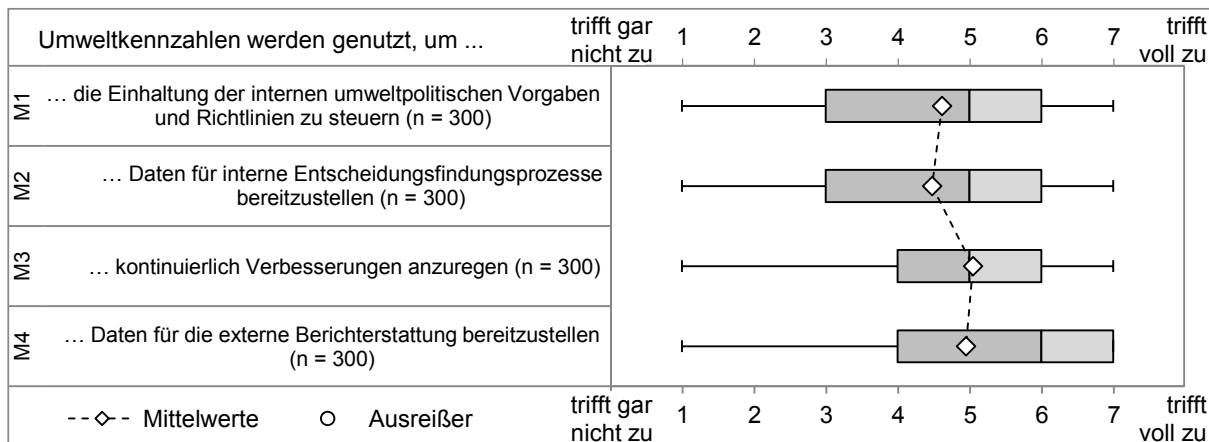 Umweltkennzahlen werden genutzt, um ...
trifft gar nicht zu 1 2 3 4 5 6 7 trifft voll zu
M1
… die Einhaltung der internen umweltpolitischen Vorgaben
und Richtlinien zu steuern (n = 300)
M2
… Daten für interne Entscheidungsfindungsprozesse
bereitzustellen (n = 300)
M3
… kontinuierlich Verbesserungen anzuregen (n = 300)
M4
… Daten für die externe Berichterstattung bereitzustellen
(n = 300)
Mittelwerte
Ausreißer
trifft gar nicht zu 1 2 3 4 5 6 7 trifft voll zu